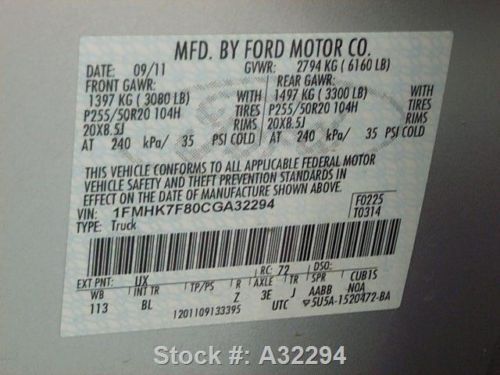 MFD. BY FORD MOTOR CO.
DATE: 09/11 GVWR: 2794 KG ( 6160 LB)
FRONT GAWR: REAR GAWR:
1397 KG ( 3080 LB) WITH 1497 KG ( 3300 LB) WITH
P255/50R20 104H TIRES P255/50R20 104H TIRES
20X8.5J RIMS 20X8.5J RIMS
AT 240 kPa/ 35 PSI COLD AT 240 kPa/ 35 PSI COLD
THIS VEHICLE CONFORMS TO ALL APPLICABLE FEDERAL MOTOR
VEHICLE SAFETY AND THEFT PREVENTION STANDARDS IN
EFFECT ON THE DATE OF MANUFACTURE SHOWN ABOVE.
VIN: 1FMHK7F80CGA32294 F0225
TYPE: Truck T0314
EXT PNT: UX RC: 72 DSO:
WB INT TR TP/PS R AXLE TR SPR CUB1S
113 BL Z 3E J AABB -NOA
1201109133395 UTC 5U5A-1520472-BA
Stock #: A32294